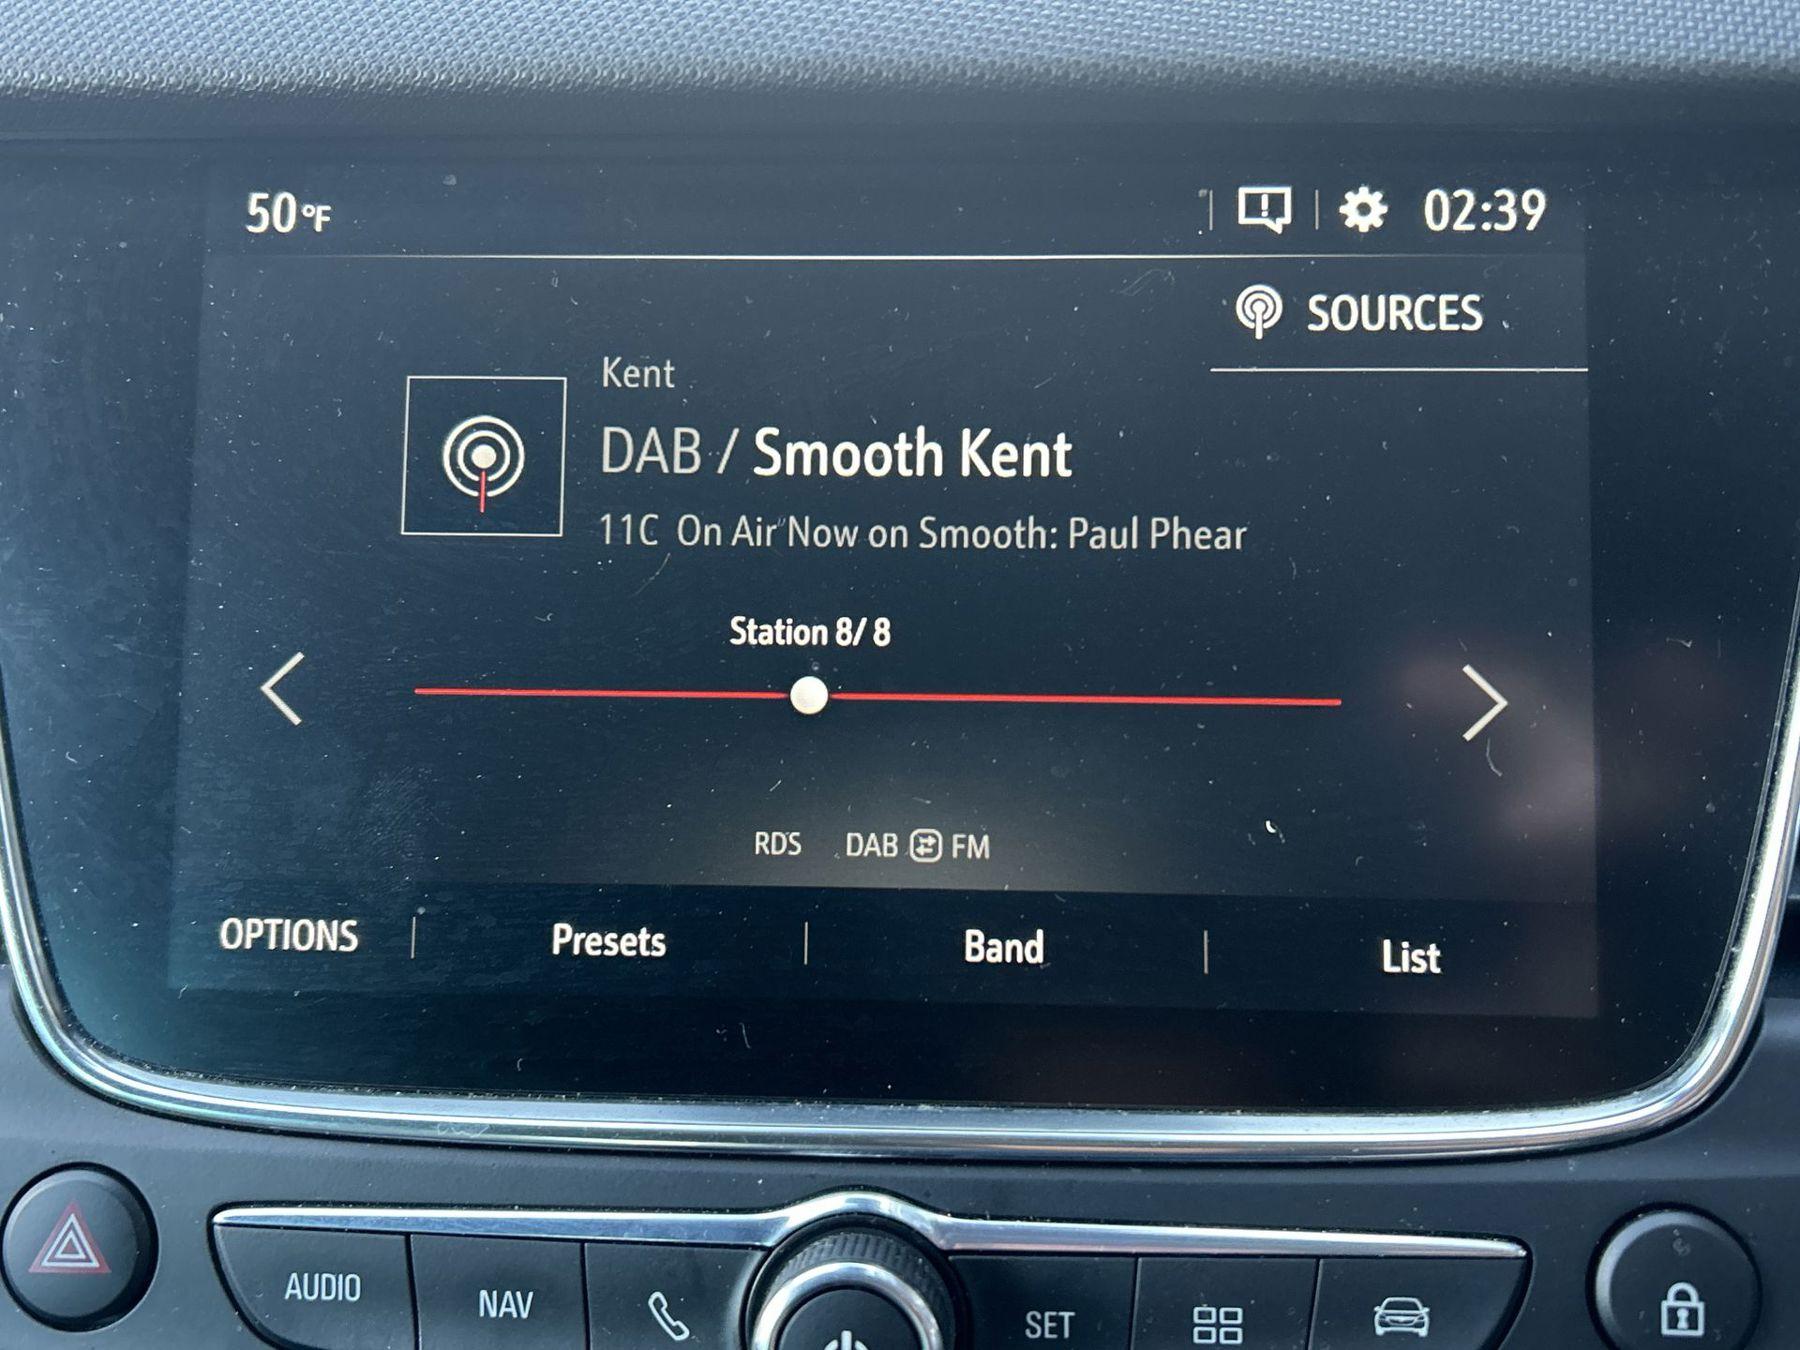 50°F 02:39
SOURCES
Kent
DAB / Smooth Kent
11C On Air Now on Smooth: Paul Phear
Station 8/ 8
RDS DAB FM
OPTIONS Presets Band List
AUDIO NAV SET